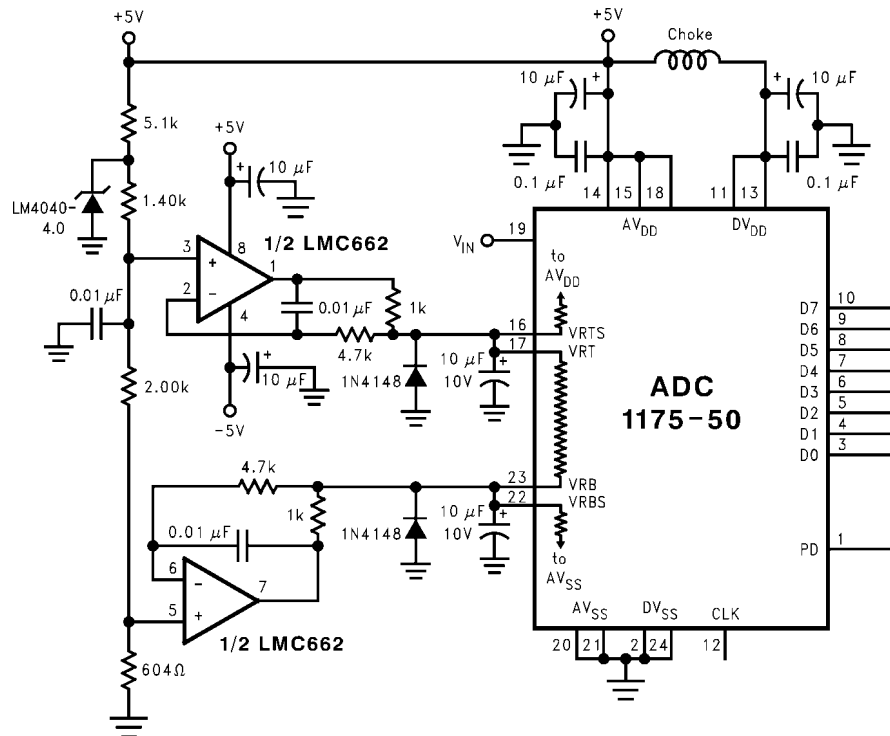 +5V
+5V
Choke
10 μF
+
+
10 μF
5.1k
+5V
+
10 μF
0.1 μF
0.1 μF
LM4040-
4.0
1.40k
14
15
18
11
13
AVDD
DVDD
1/2 LMC662
VIN
19
3
+
8
1
2
-
4
to
AVDD
0.01 μF
0.01 μF
1k
4.7k
16
VRTS
17
VRT
D7
10
D6
9
D5
8
D4
7
D3
6
D2
5
D1
4
D0
3
+
10 μF
-5V
1N4148
10 μF
10V
+
ADC
1175-50
2.00k
4.7k
23
VRB
22
VRBS
0.01 μF
1k
1N4148
10 μF
10V
+
to
AVSS
PD
1
6
-
7
5
+
1/2 LMC662
AVSS
DVSS
CLK
20
21
2
24
12
604Ω